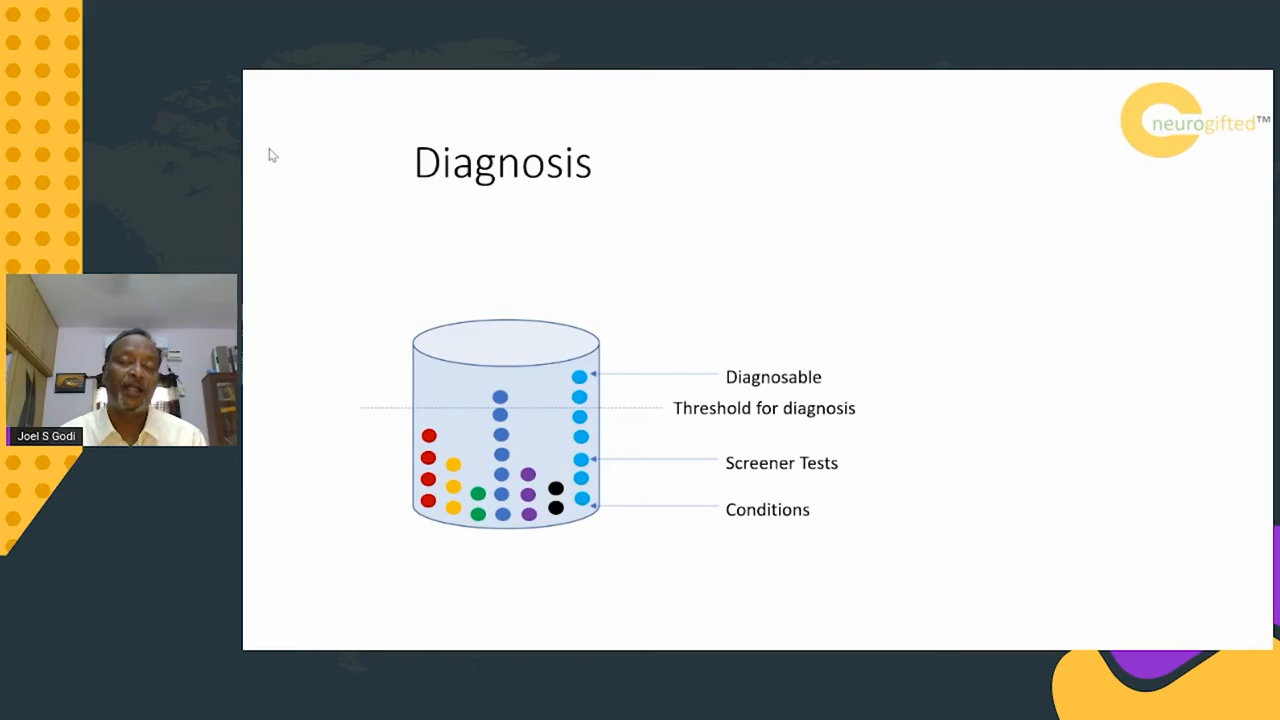 neurogifted™
Diagnosis
Diagnosable
Threshold for diagnosis
Screener Tests
Conditions
Joel S Godi